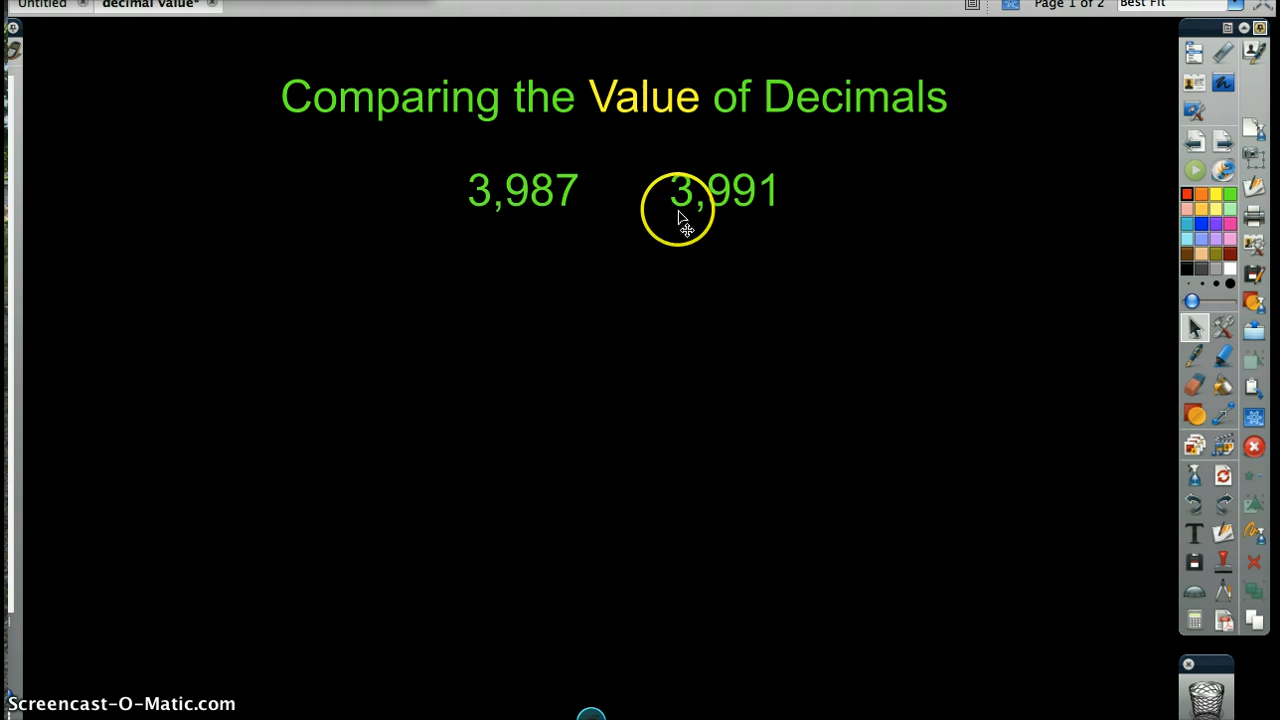 Untitled
decimal value*
Page 1 of 2
Best Fit
Comparing the Value of Decimals
3,987 3,991
T
Screencast-O-Matic.com